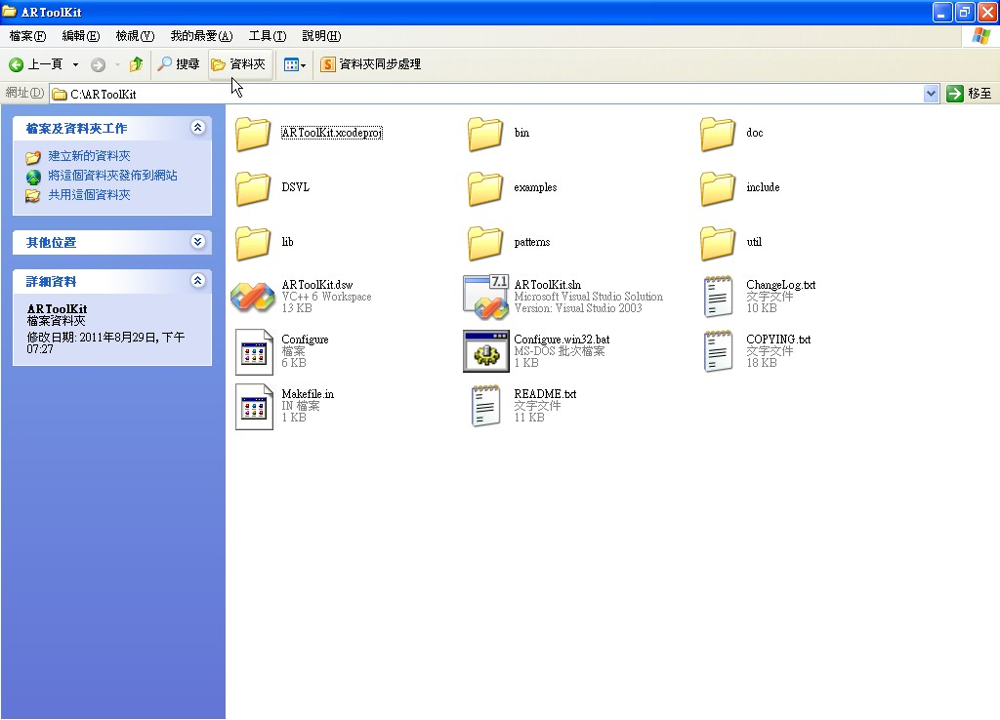 ARToolKit
檔案(F) 編輯(E) 檢視(V) 我的最愛(A) 工具(T) 說明(H)
上一頁 搜尋 資料夾 S 資料夾同步處理
網址(D) C:\ARToolKit 移至
檔案及資料夾工作
建立新的資料夾
將這個資料夾發佈到網站
共用這個資料夾
其他位置
詳細資料
ARToolKit
檔案資料夾
修改日期: 2011年8月29日, 下午
07:27
ARToolKit.xcodeproj
bin
doc
DSVL
examples
include
lib
patterns
util
ARToolKit.dsw
VC++ 6 Workspace
13 KB
7.1
ARToolKit.sln
Microsoft Visual Studio Solution
Version: Visual Studio 2003
ChangeLog.txt
文字文件
10 KB
Configure
檔案
6 KB
Configure.win32.bat
MS-DOS 批次檔案
1 KB
COPYING.txt
文字文件
18 KB
Makefile.in
IN 檔案
1 KB
README.txt
文字文件
11 KB